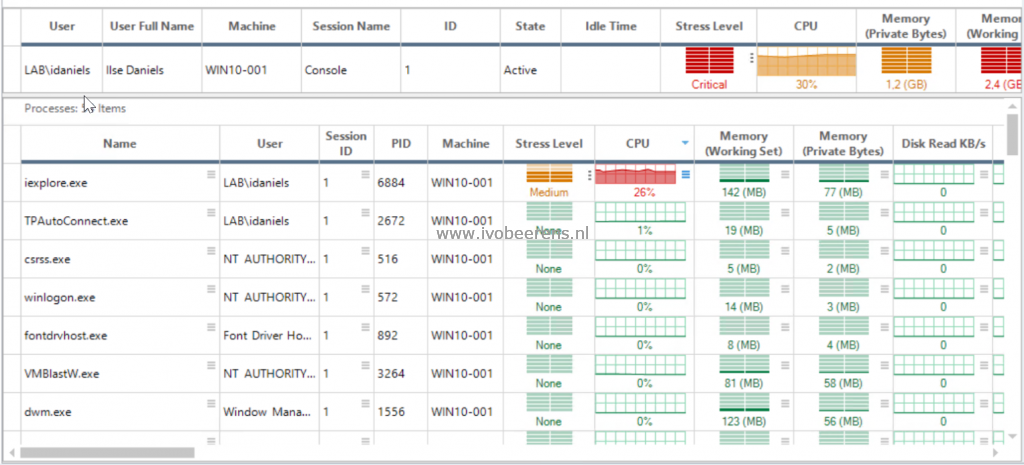 User User Full Name Machine Session Name ID State Idle Time Stress Level CPU Memory (Private Bytes) (Working
LAB\idaniels Ilse Daniels WIN10-001 Console 1 Active Critical 30% 1,2 (GB) 2,4
Processes: Items
Name User Session ID PID Machine Stress Level CPU Memory (Working Set) Memory (Private Bytes) Disk Read KB/s
iexplore.exe LAB\idaniels 1 6884 WIN10-001 Medium 26% 142 (MB) 77 (MB) 0
TPAutoConnect.exe LAB\idaniels 1 2672 WIN10-001 None 1% 19 (MB) 5 (MB) 0
www.ivobeerens.nl
csrss.exe NT AUTHORITY... 1 516 WIN10-001 None 0% 5 (MB) 2 (MB) 0
winlogon.exe NT AUTHORITY... 1 572 WIN10-001 None 0% 14 (MB) 3 (MB) 0
fontdrvhost.exe Font Driver Ho... 1 892 WIN10-001 None 0% 8 (MB) 4 (MB) 0
VMBlastW.exe NT AUTHORITY... 1 3264 WIN10-001 None 0% 81 (MB) 58 (MB) 0
dwm.exe Window Mana... 1 1556 WIN10-001 None 0% 123 (MB) 56 (MB) 0